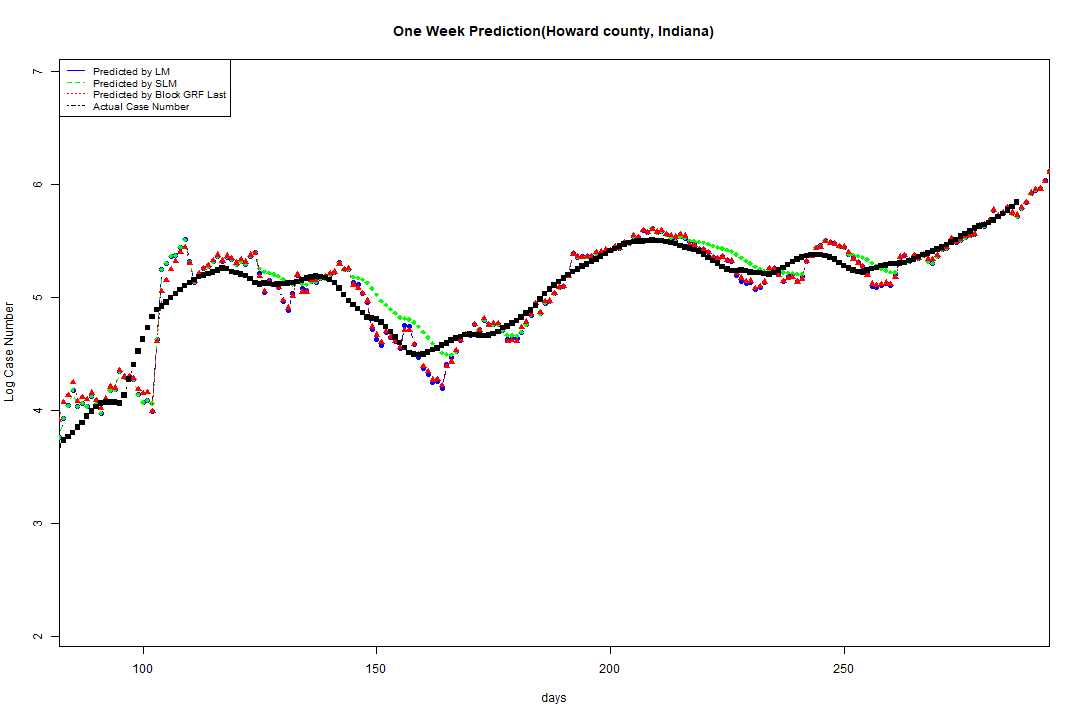 One Week Prediction(Howard county, Indiana)
Predicted by LM
Predicted by SLM
Predicted by Block GRF Last
Actual Case Number
7
6
5
4
3
2
Log Case Number
100 150 200 250
days